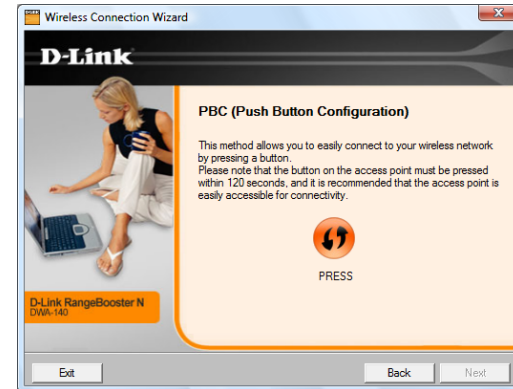 Wireless Connection Wizard
D-Link
PBC (Push Button Configuration)
This method allows you to easily connect to your wireless network
by pressing a button.
Please note that the button on the access point must be pressed
within 120 seconds, and it is recommended that the access point is
easily accessible for connectivity.
PRESS
D-Link RangeBooster N
DWA-140
Exit
Back
Next